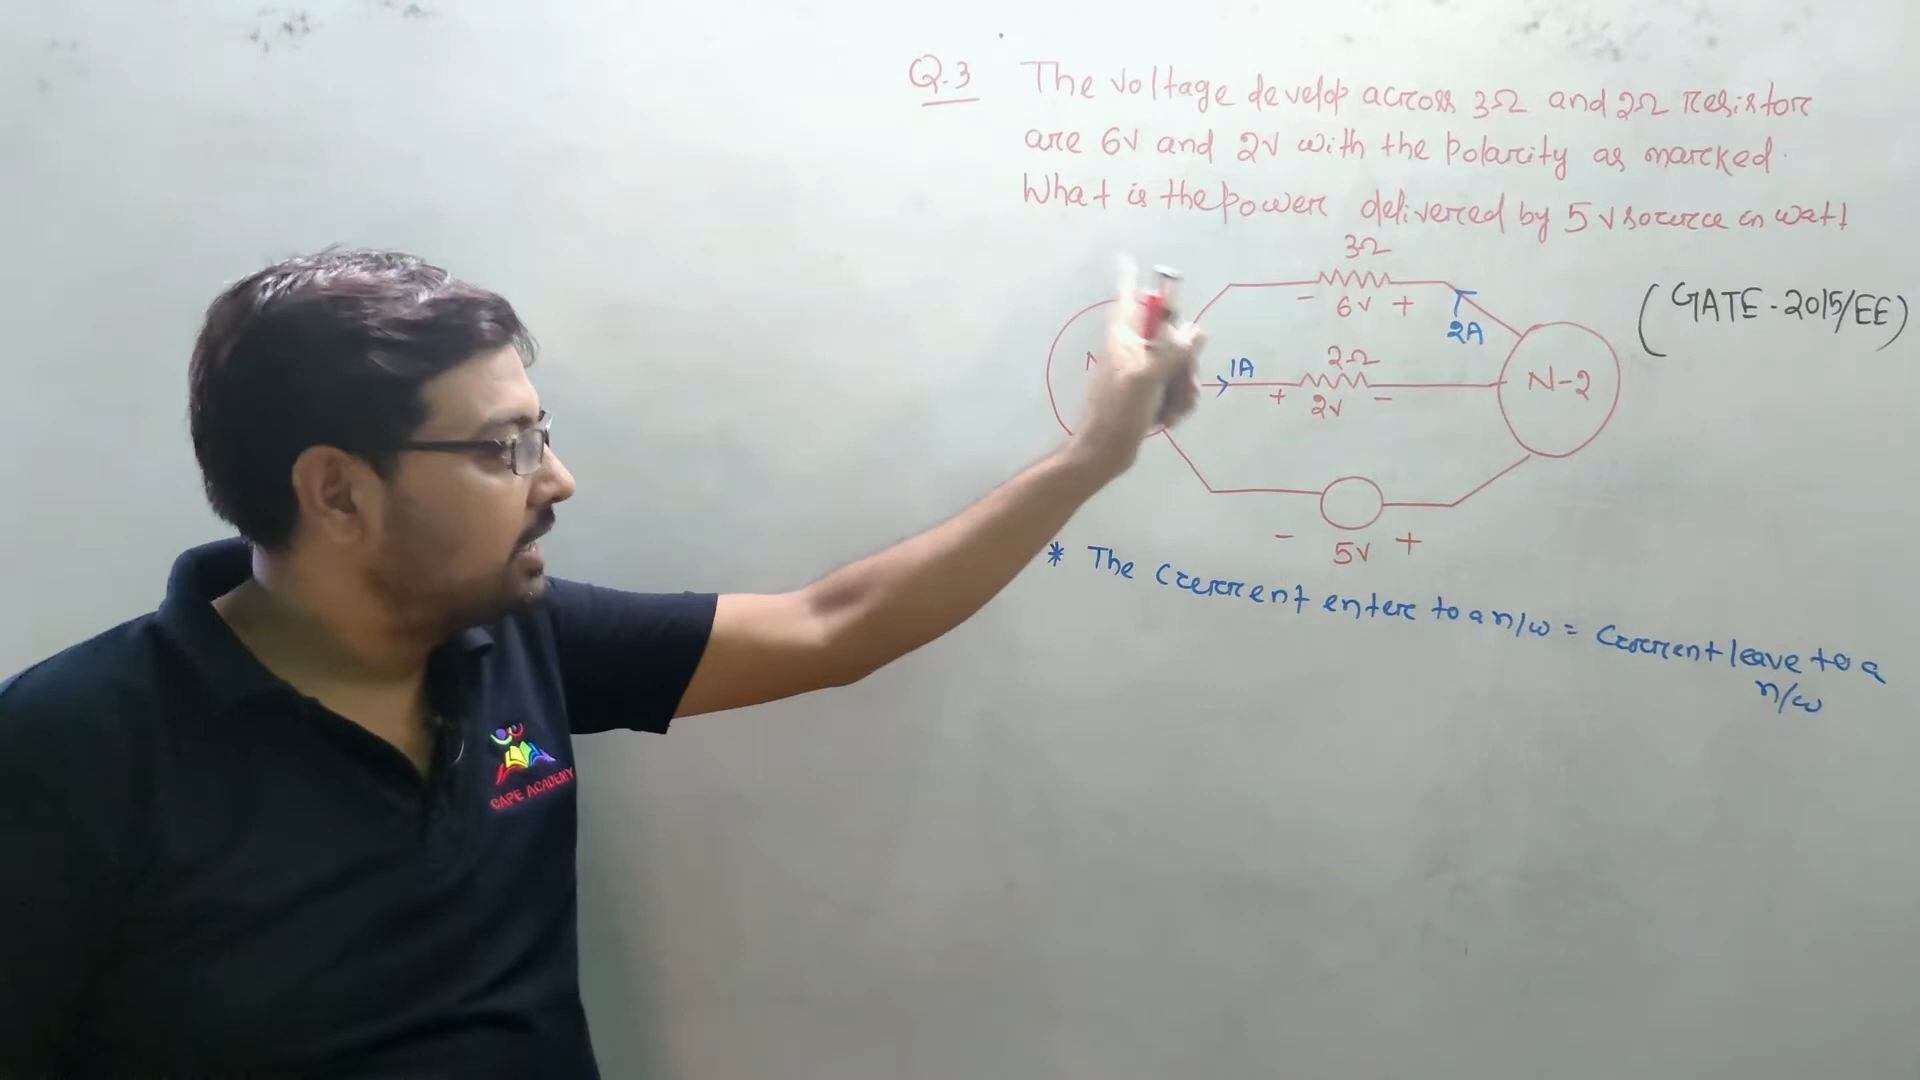 Q.3 The voltage develop across 3Ω and 2Ω resistor
are 6v and 2v with the polarity as marcked.
What is the power delivered by 5v source in watt
3Ω
- 6v +
2A
(GATE-2015/EE)
1A
2Ω
+ 2v -
N-2
- 5v +
* The Current enter to a n/w = Current leave to a
n/w
CAPE ACADEMY